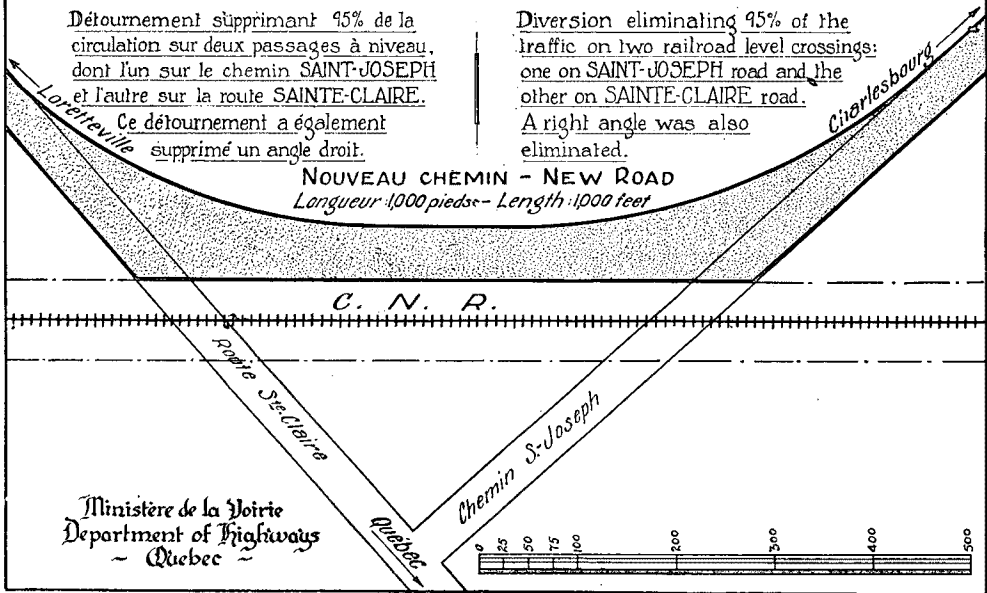 Détournement supprimant 95% de la
circulation sur deux passages à niveau,
dont l'un sur le chemin SAINT-JOSEPH
et l'autre sur la route SAINTE-CLAIRE.
Ce détournement a également
supprimé un angle droit.
Diversion eliminating 95% of the
traffic on two railroad level crossings:
one on SAINT-JOSEPH road and the
other on SAINTE-CLAIRE road.
A right angle was also
eliminated.
Loretteville
Charlesbourg
NOUVEAU CHEMIN - NEW ROAD
Longueur: 1,000 pieds - Length: 1,000 feet
C. N. R.
Route Ste-Claire
Chemin S-Joseph
Québec
Ministère de la Voirie
Department of Highways
~ Quebec ~
0 25 50 75 100 200 300 400 500